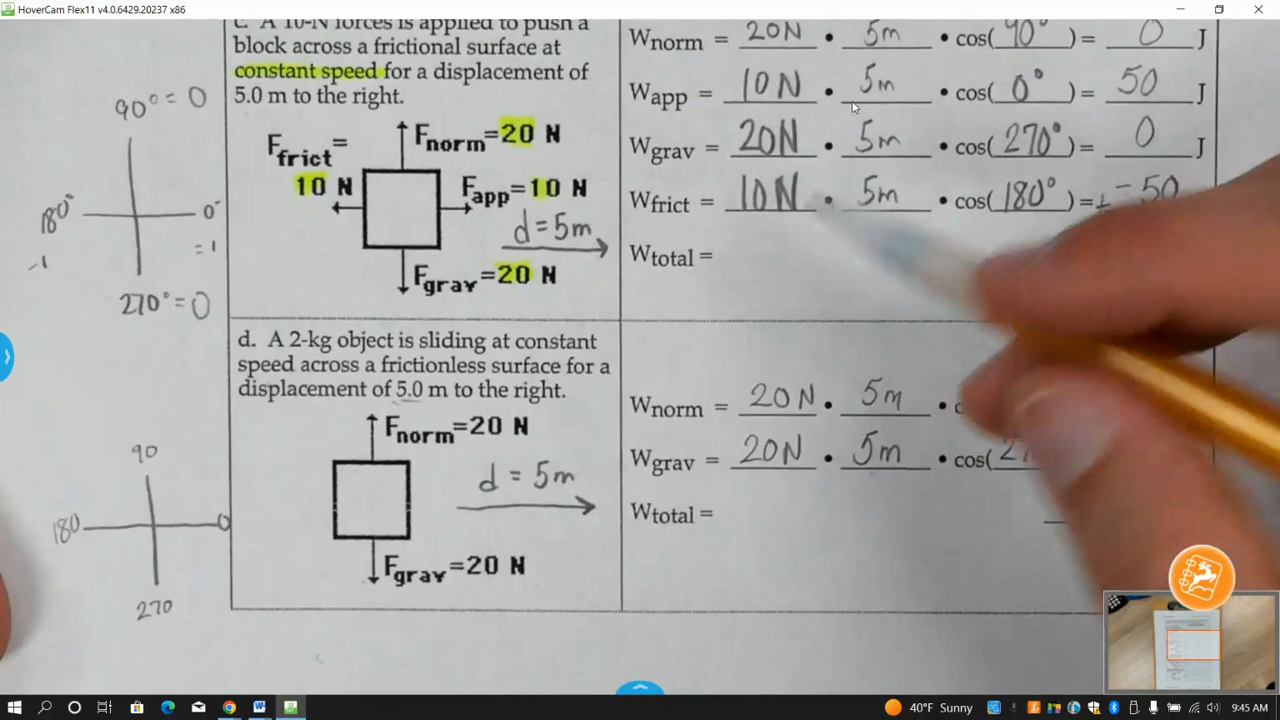 HoverCam Flex11 v4.0.6429.20237 x86
c. A 10-N forces is applied to push a
block across a frictional surface at
constant speed for a displacement of
5.0 m to the right.
Ffrict =
10 N
Fnorm=20 N
Fapp=10 N
d = 5m
Fgrav=20 N
90° = 0
180°
-1
0°
= 1
270° = 0
Wnorm = 20N • 5m • cos( 90° ) = 0 J
Wapp = 10N • 5m • cos( 0° ) = 50 J
Wgrav = 20N • 5m • cos( 270° ) = 0 J
Wfrict = 10N • 5m • cos( 180° ) = -50
Wtotal =
d. A 2-kg object is sliding at constant
speed across a frictionless surface for a
displacement of 5.0 m to the right.
Fnorm=20 N
d = 5m
Fgrav=20 N
90
180
0
270
Wnorm = 20N • 5m •
Wgrav = 20N • 5m • cos(
Wtotal =
40°F Sunny
9:45 AM